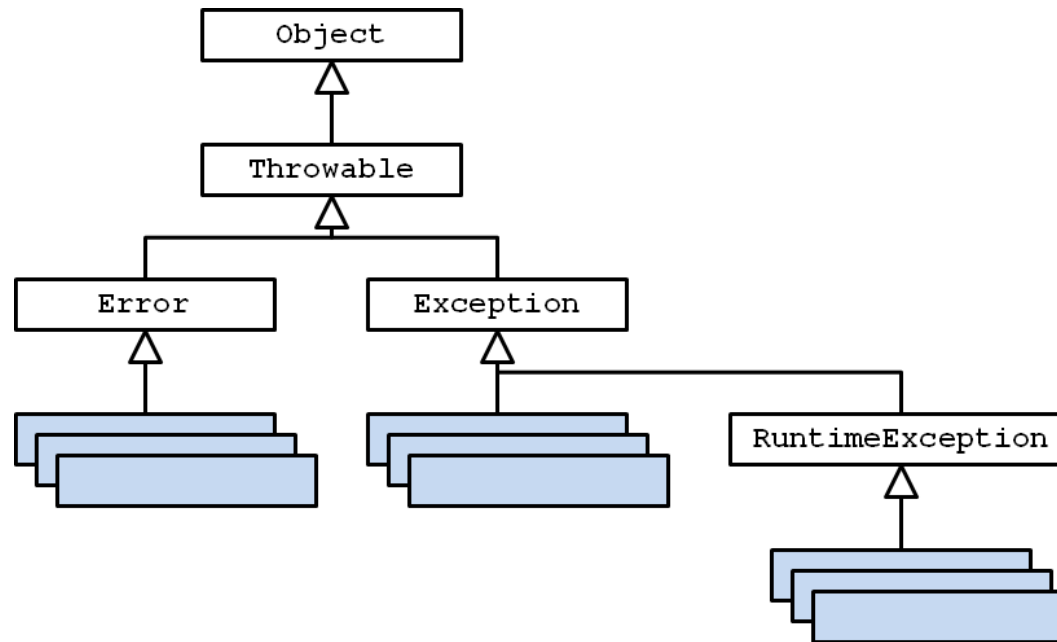 Object
Throwable
Error
Exception
RuntimeException